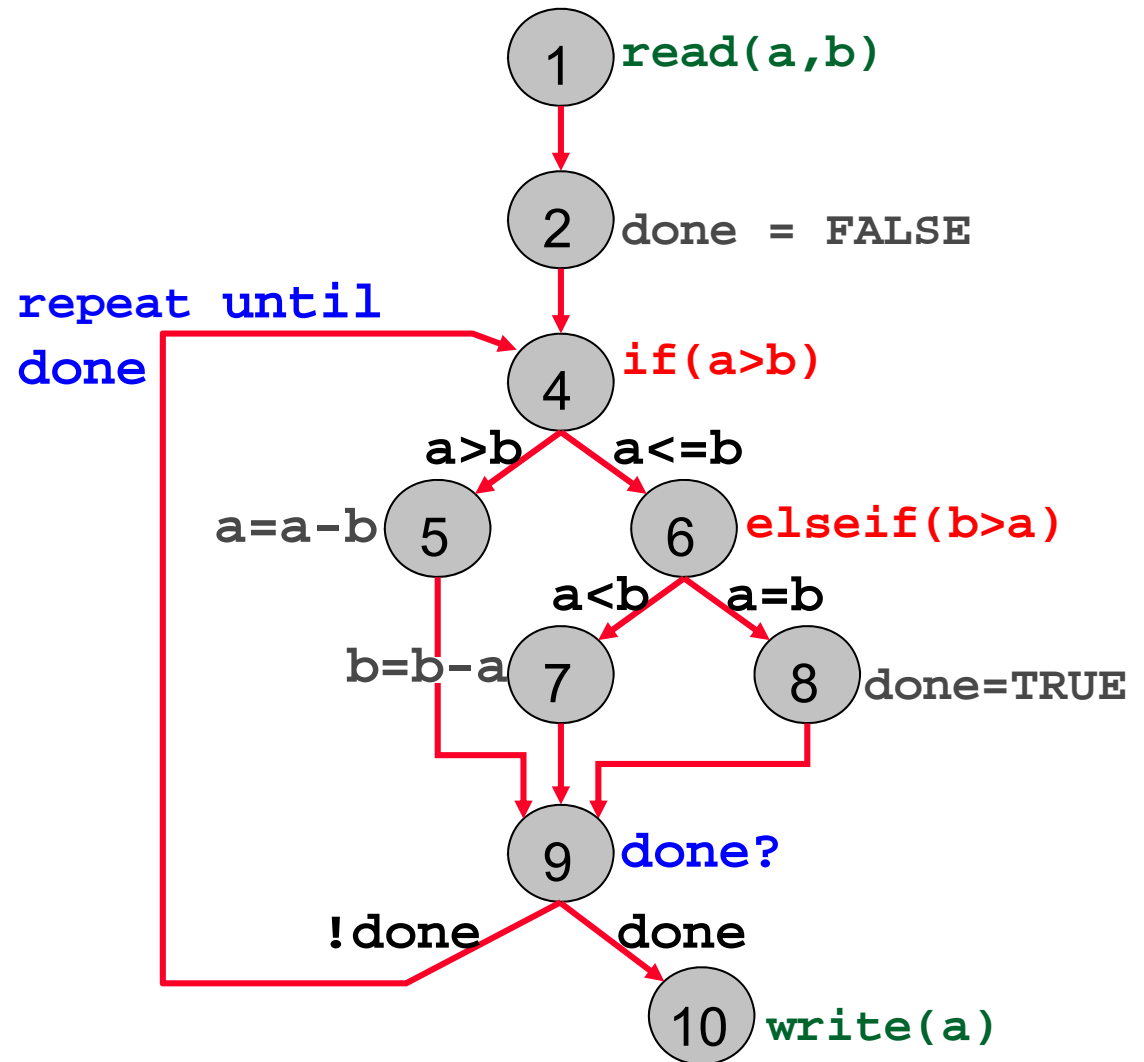 1 read(a,b)
2 done = FALSE
repeat until
done
4 if(a>b)
a>b a<=b
a=a-b 5 6 elseif(b>a)
a<b a=b
b=b-a 7 8 done=TRUE
9 done?
!done done
10 write(a)